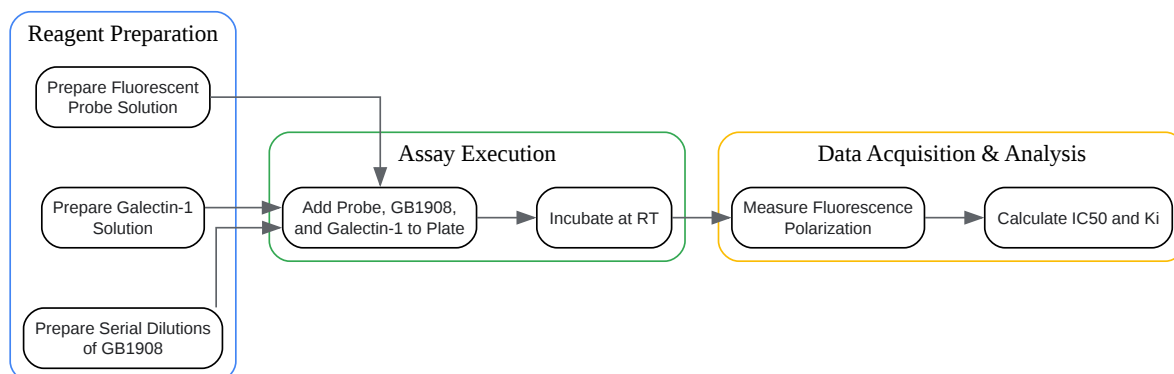 Reagent Preparation
Prepare Fluorescent
Probe Solution
Prepare Galectin-1
Solution
Prepare Serial Dilutions
of GB1908
Assay Execution
Add Probe, GB1908,
and Galectin-1 to Plate
Incubate at RT
Data Acquisition & Analysis
Measure Fluorescence
Polarization
Calculate IC50 and Ki